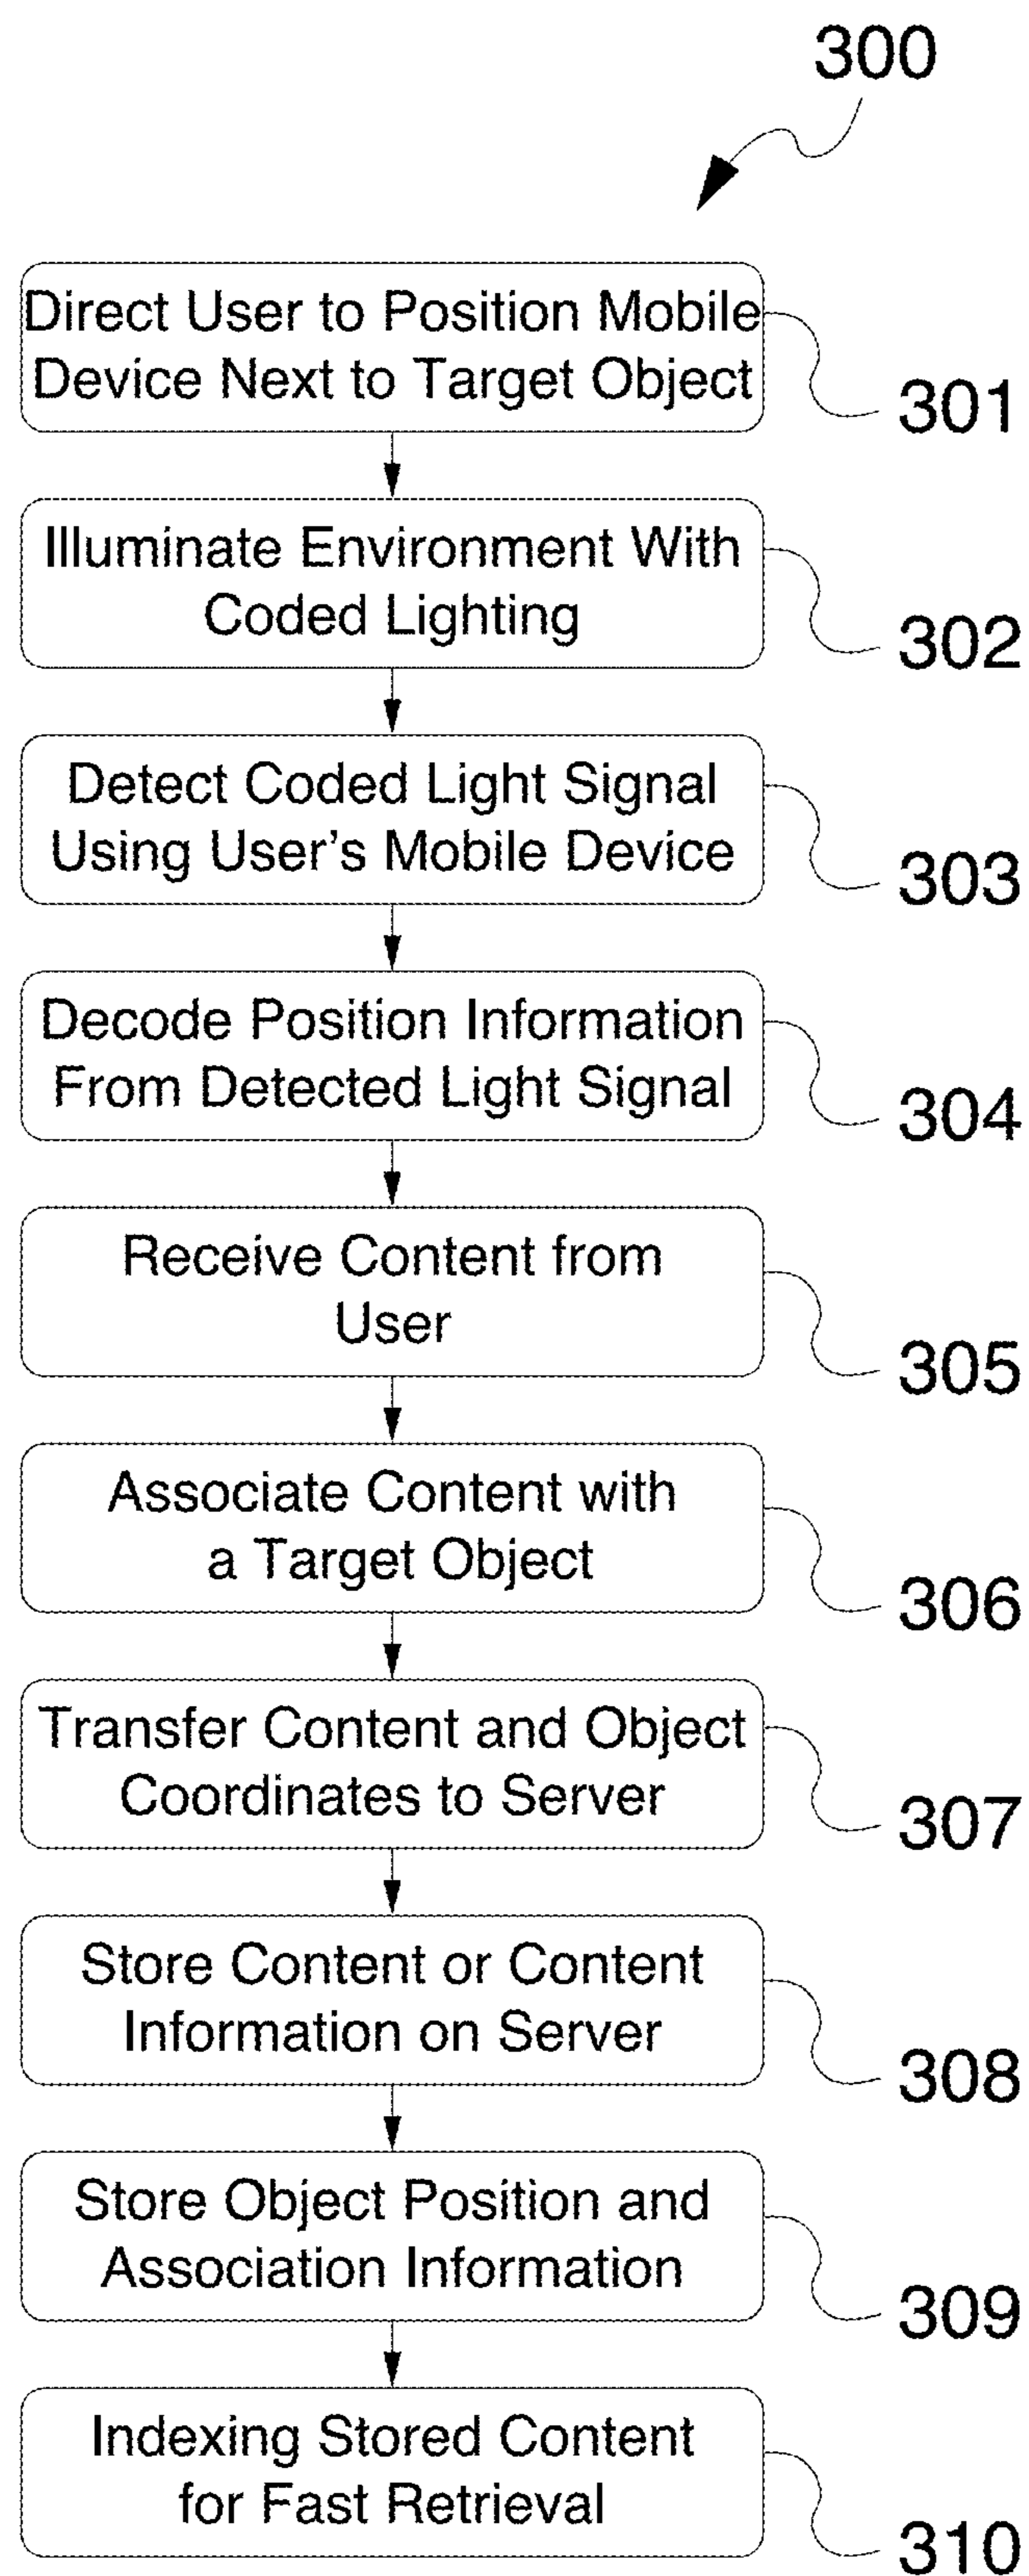 300
Direct User to Position Mobile
Device Next to Target Object
301
Illuminate Environment With
Coded Lighting
302
Detect Coded Light Signal
Using User's Mobile Device
303
Decode Position Information
From Detected Light Signal
304
Receive Content from
User
305
Associate Content with
a Target Object
306
Transfer Content and Object
Coordinates to Server
307
Store Content or Content
Information on Server
308
Store Object Position and
Association Information
309
Indexing Stored Content
for Fast Retrieval
310